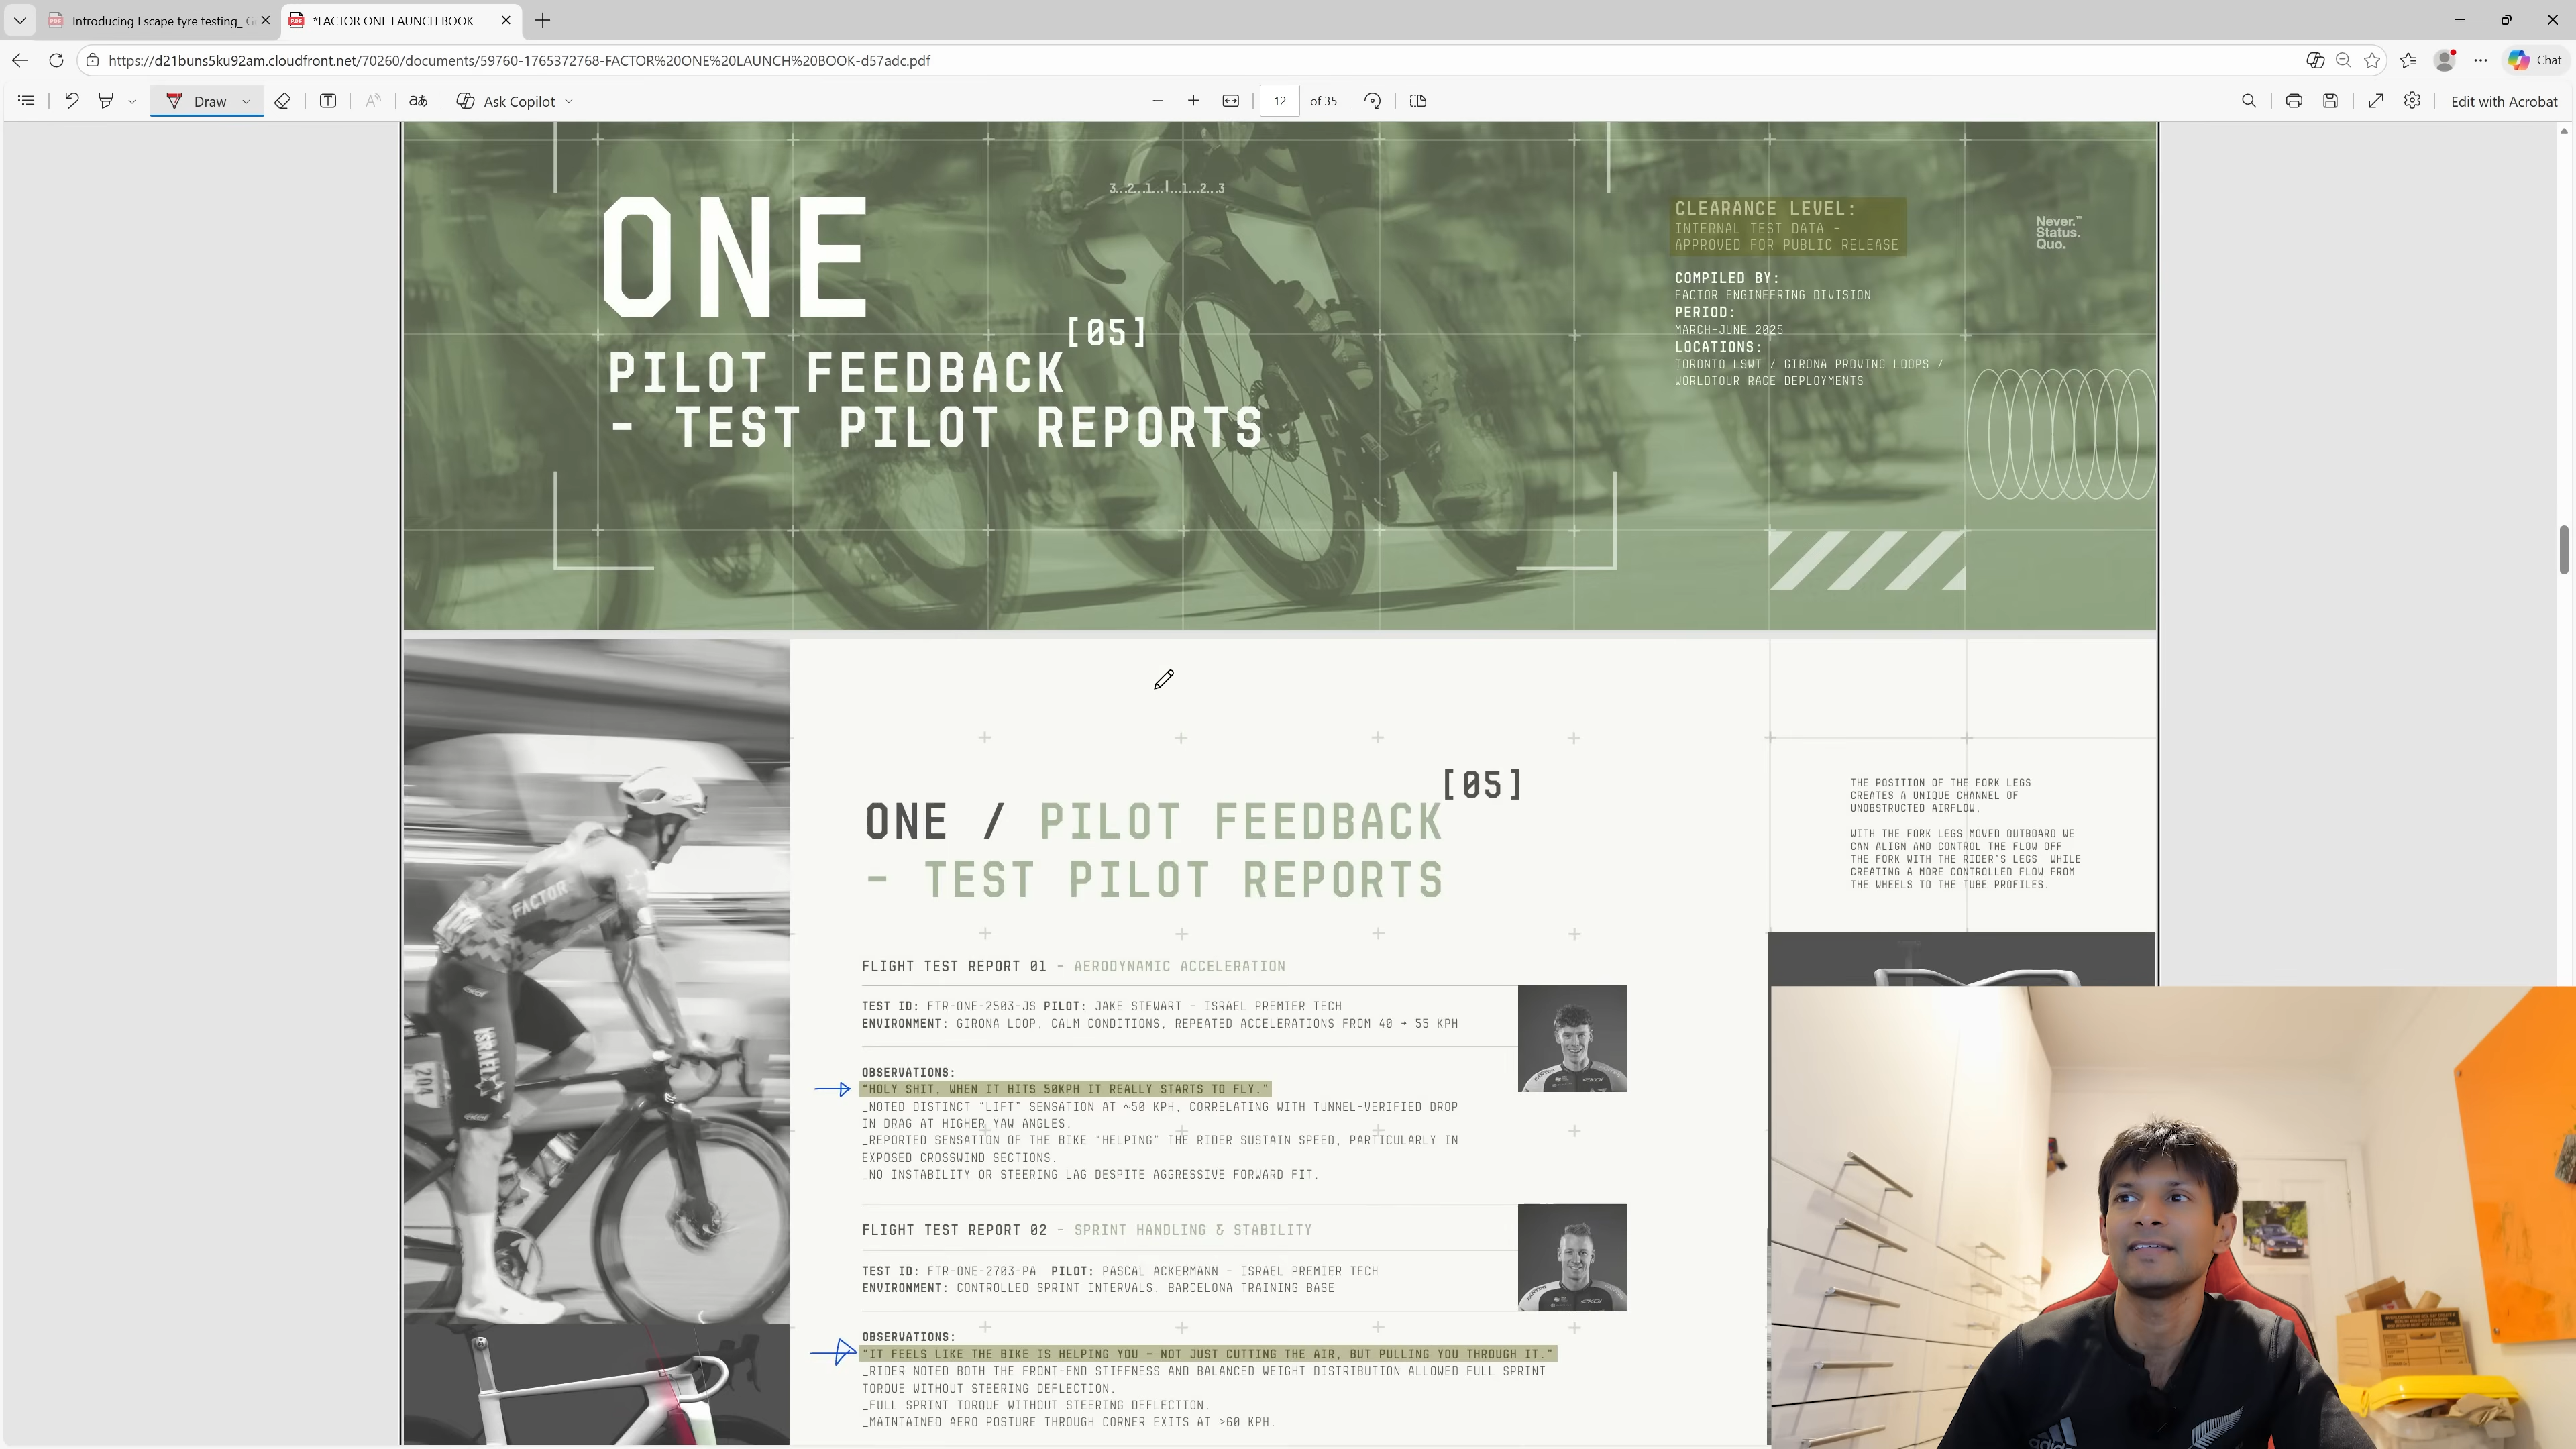 Introducing Escape tyre testing_ G
*FACTOR ONE LAUNCH BOOK
https://d21buns5ku92am.cloudfront.net/70260/documents/59760-1765372768-FACTOR%20ONE%20LAUNCH%20BOOK-d57adc.pdf
Chat
Draw
Ask Copilot
12 of 35
Edit with Acrobat
3..2..1..|..1..2..3
ONE
[05]
PILOT FEEDBACK
- TEST PILOT REPORTS
CLEARANCE LEVEL:
INTERNAL TEST DATA -
APPROVED FOR PUBLIC RELEASE
COMPILED BY:
FACTOR ENGINEERING DIVISION
PERIOD:
MARCH-JUNE 2025
LOCATIONS:
TORONTO LSWT / GIRONA PROVING LOOPS /
WORLDTOUR RACE DEPLOYMENTS
Never.™
Status.
Quo.
[05]
ONE / PILOT FEEDBACK
- TEST PILOT REPORTS
THE POSITION OF THE FORK LEGS
CREATES A UNIQUE CHANNEL OF
UNOBSTRUCTED AIRFLOW.
WITH THE FORK LEGS MOVED OUTBOARD WE
CAN ALIGN AND CONTROL THE FLOW OFF
THE FORK WITH THE RIDER'S LEGS WHILE
CREATING A MORE CONTROLLED FLOW FROM
THE WHEELS TO THE TUBE PROFILES.
FLIGHT TEST REPORT 01 - AERODYNAMIC ACCELERATION
TEST ID: FTR-ONE-2503-JS PILOT: JAKE STEWART - ISRAEL PREMIER TECH
ENVIRONMENT: GIRONA LOOP, CALM CONDITIONS, REPEATED ACCELERATIONS FROM 40 → 55 KPH
OBSERVATIONS:
"HOLY SHIT, WHEN IT HITS 50KPH IT REALLY STARTS TO FLY."
_NOTED DISTINCT "LIFT" SENSATION AT ~50 KPH, CORRELATING WITH TUNNEL-VERIFIED DROP
IN DRAG AT HIGHER YAW ANGLES.
_REPORTED SENSATION OF THE BIKE "HELPING" THE RIDER SUSTAIN SPEED, PARTICULARLY IN
EXPOSED CROSSWIND SECTIONS.
_NO INSTABILITY OR STEERING LAG DESPITE AGGRESSIVE FORWARD FIT.
FLIGHT TEST REPORT 02 - SPRINT HANDLING & STABILITY
TEST ID: FTR-ONE-2703-PA PILOT: PASCAL ACKERMANN - ISRAEL PREMIER TECH
ENVIRONMENT: CONTROLLED SPRINT INTERVALS, BARCELONA TRAINING BASE
OBSERVATIONS:
"IT FEELS LIKE THE BIKE IS HELPING YOU - NOT JUST CUTTING THE AIR, BUT PULLING YOU THROUGH IT."
_RIDER NOTED BOTH THE FRONT-END STIFFNESS AND BALANCED WEIGHT DISTRIBUTION ALLOWED FULL SPRINT
TORQUE WITHOUT STEERING DEFLECTION.
_FULL SPRINT TORQUE WITHOUT STEERING DEFLECTION.
_MAINTAINED AERO POSTURE THROUGH CORNER EXITS AT >60 KPH.
FACTOR
ISRAEL
204
adidas